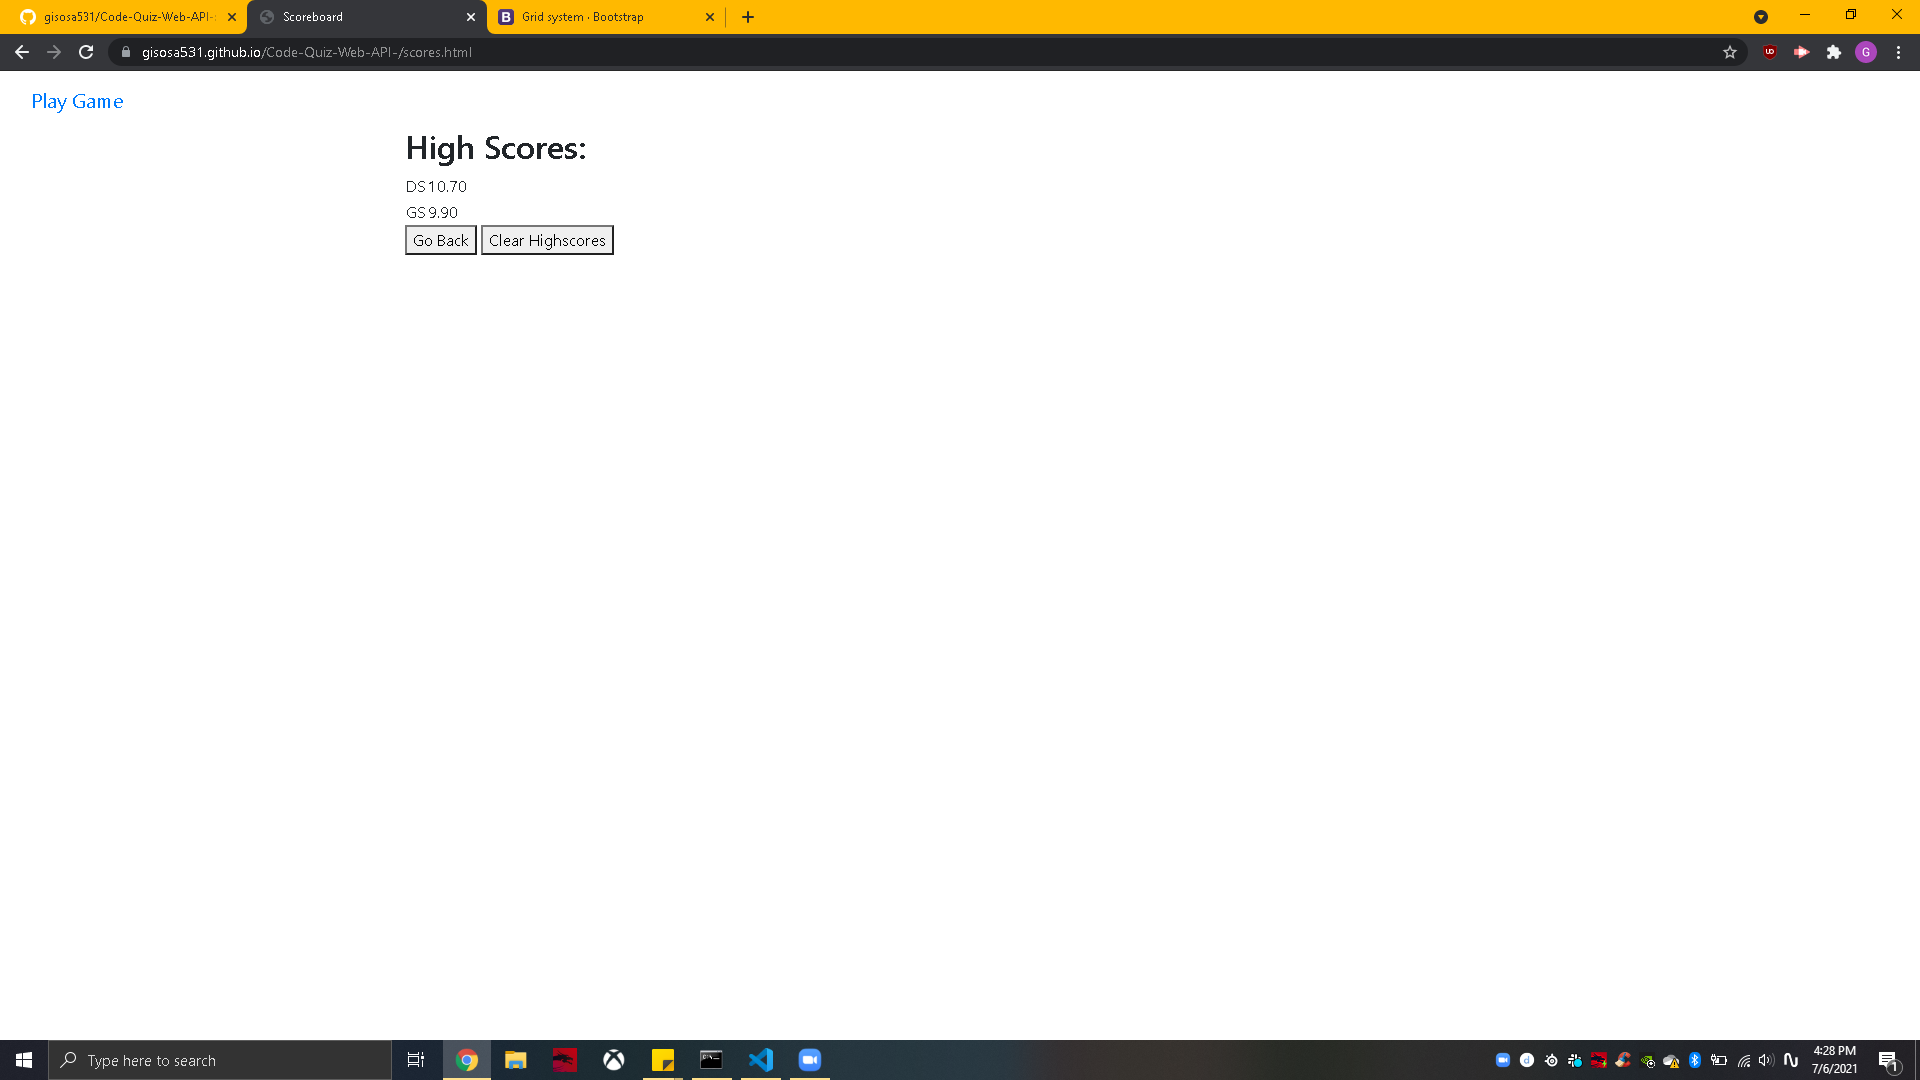 gisosa531/Code-Quiz-Web-API-
Scoreboard
Grid system · Bootstrap
gisosa531.github.io/Code-Quiz-Web-API-/scores.html
G
Play Game
High Scores:
DS 10.70
GS 9.90
Go Back
Clear Highscores
Type here to search
4:28 PM
7/6/2021
1